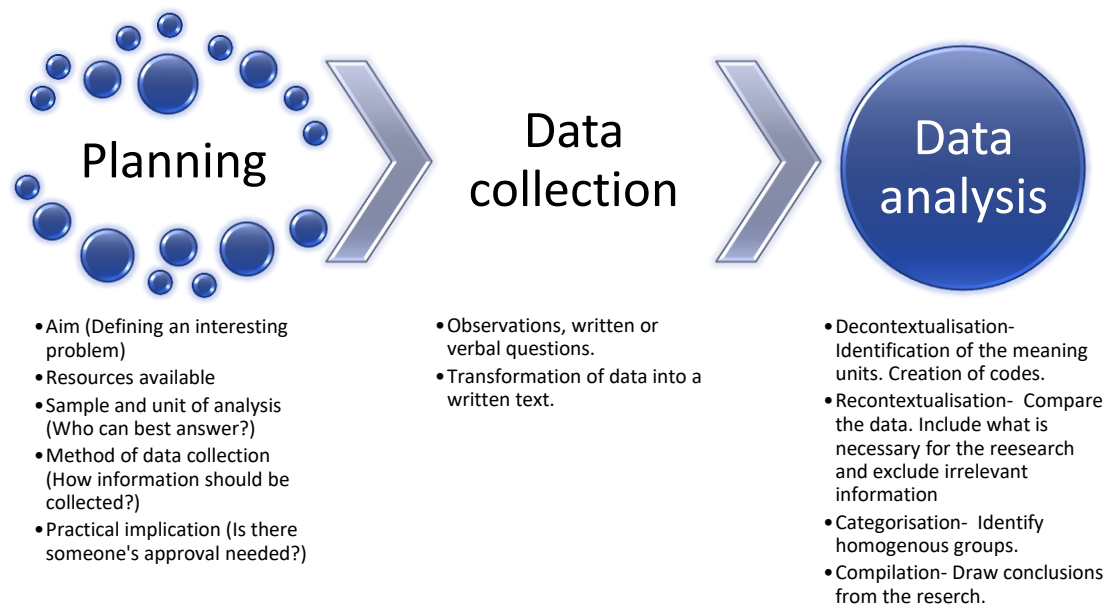 Planning
•Aim (Defining an interesting
problem)
•Resources available
•Sample and unit of analysis
(Who can best answer?)
•Method of data collection
(How information should be
collected?)
•Practical implication (Is there
someone's approval needed?)
Data
collection
•Observations, written or
verbal questions.
•Transformation of data into a
written text.
Data
analysis
•Decontextualisation-
Identification of the meaning
units. Creation of codes.
•Recontextualisation- Compare
the data. Include what is
necessary for the reesearch
and exclude irrelevant
information
•Categorisation- Identify
homogenous groups.
•Compilation- Draw conclusions
from the reserch.